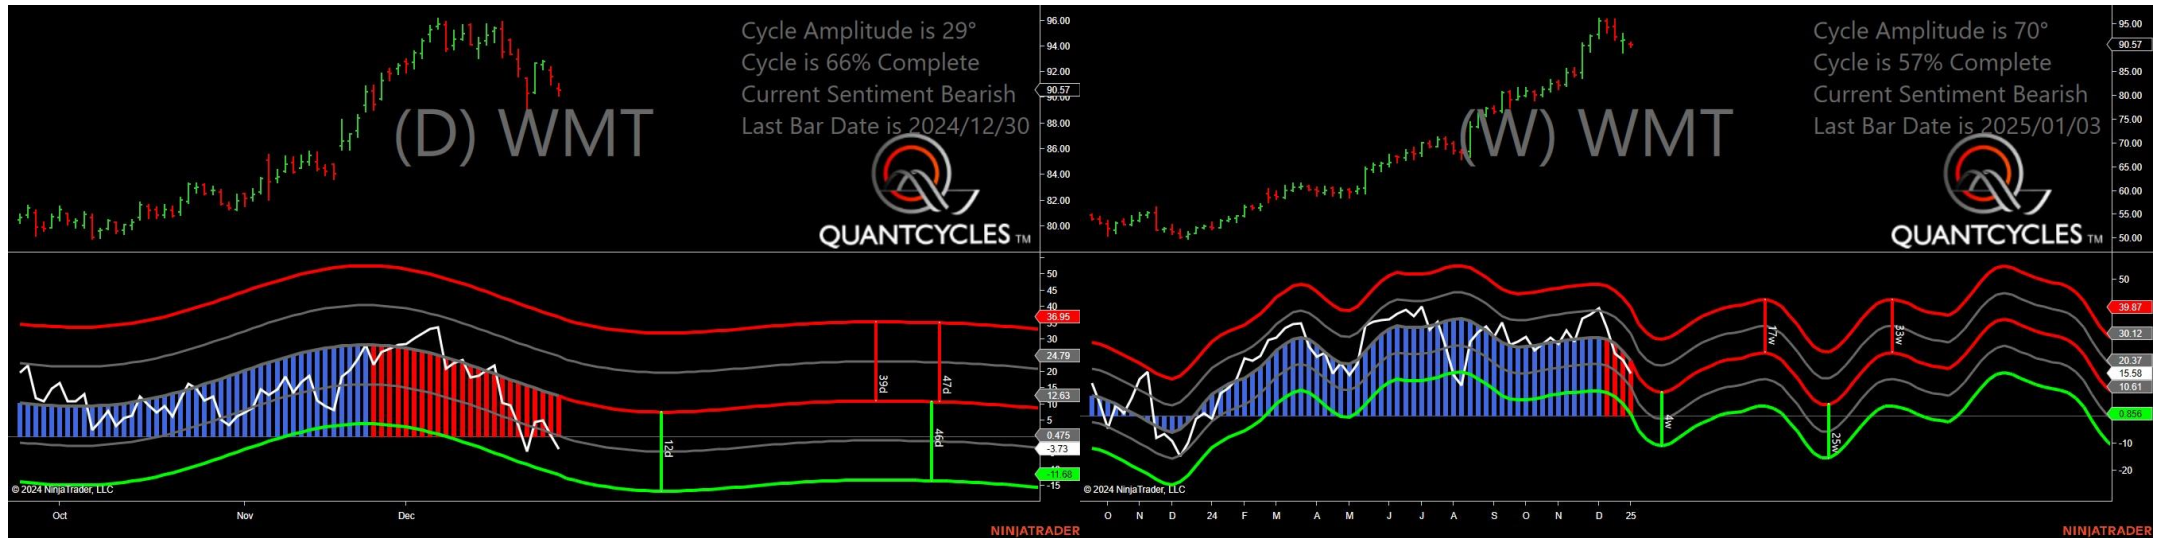 Cycle Amplitude is 29°
Cycle is 66% Complete
Current Sentiment Bearish
Last Bar Date is 2024/12/30
(D) WMT
QUANTCYCLES TM
96.00
94.00
92.00
90.57
90.00
88.00
86.00
84.00
82.00
80.00
50
45
40
36.95
35
30
24.79
20
15
12.63
10
5
0.475
-3.73
-11.68
-15
39d
47d
12d
46d
© 2024 NinjaTrader, LLC
Oct
Nov
Dec
NINJATRADER
Cycle Amplitude is 70°
Cycle is 57% Complete
Current Sentiment Bearish
Last Bar Date is 2025/01/03
(W) WMT
QUANTCYCLES TM
95.00
90.57
85.00
80.00
75.00
70.00
65.00
60.00
55.00
50.00
50
39.87
30.12
20.37
15.58
10.61
0.856
-10
-20
17w
33w
4w
25w
© 2024 NinjaTrader, LLC
O N D 24 F M A M J J A S O N D 25
NINJATRADER